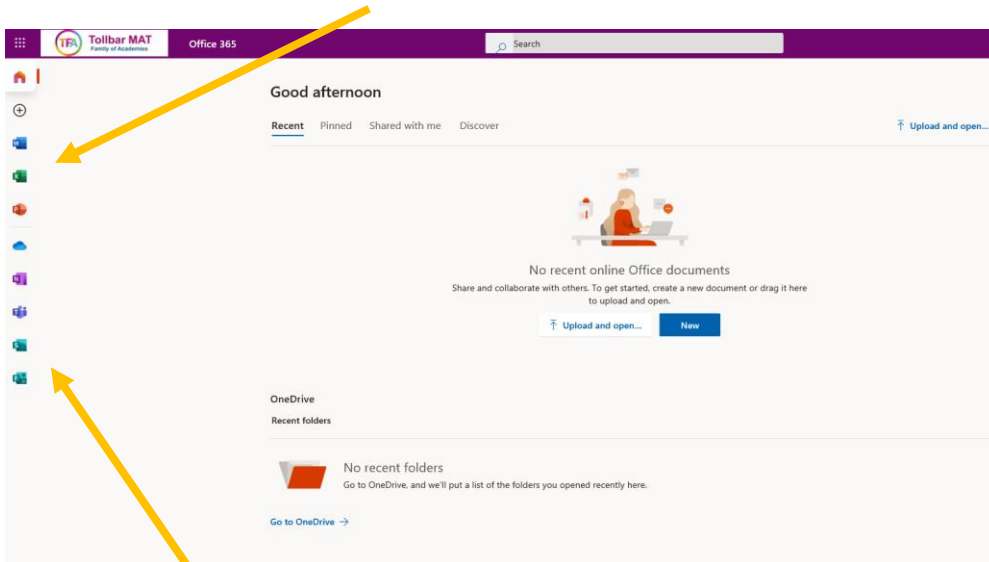 Tollbar MAT
Family of Academies
Office 365
Search
Good afternoon
Recent Pinned Shared with me Discover
Upload and open...
No recent online Office documents
Share and collaborate with others. To get started, create a new document or drag it here
to upload and open.
Upload and open... New
OneDrive
Recent folders
No recent folders
Go to OneDrive, and we'll put a list of the folders you opened recently here.
Go to OneDrive →